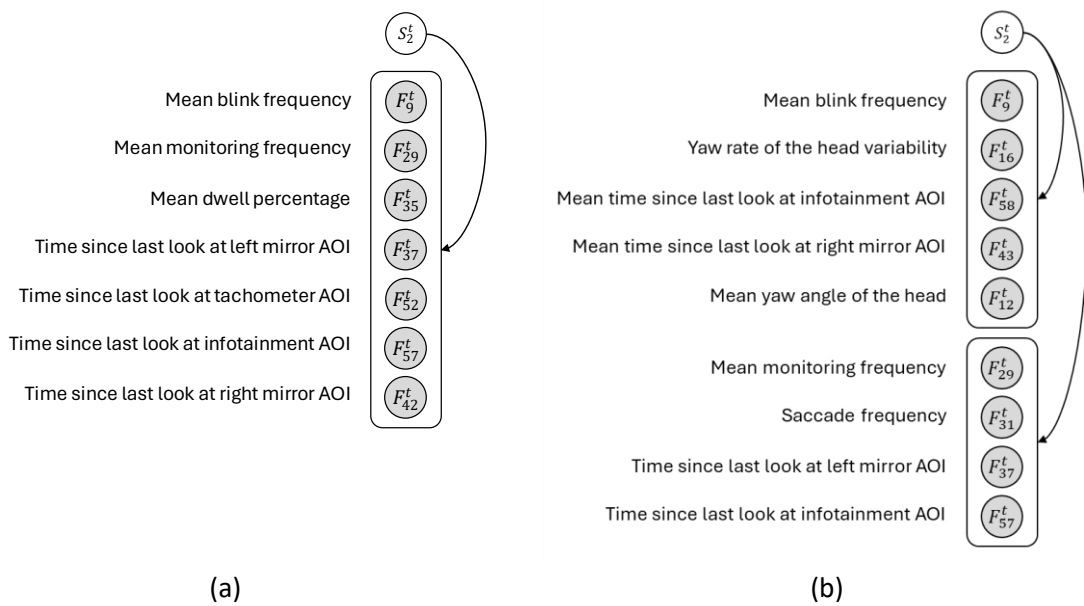 S_2^t
Mean blink frequency F_9^t
Mean monitoring frequency F_29^t
Mean dwell percentage F_35^t
Time since last look at left mirror AOI F_37^t
Time since last look at tachometer AOI F_52^t
Time since last look at infotainment AOI F_57^t
Time since last look at right mirror AOI F_42^t
(a)
S_2^t
Mean blink frequency F_9^t
Yaw rate of the head variability F_16^t
Mean time since last look at infotainment AOI F_58^t
Mean time since last look at right mirror AOI F_43^t
Mean yaw angle of the head F_12^t
Mean monitoring frequency F_29^t
Saccade frequency F_31^t
Time since last look at left mirror AOI F_37^t
Time since last look at infotainment AOI F_57^t
(b)